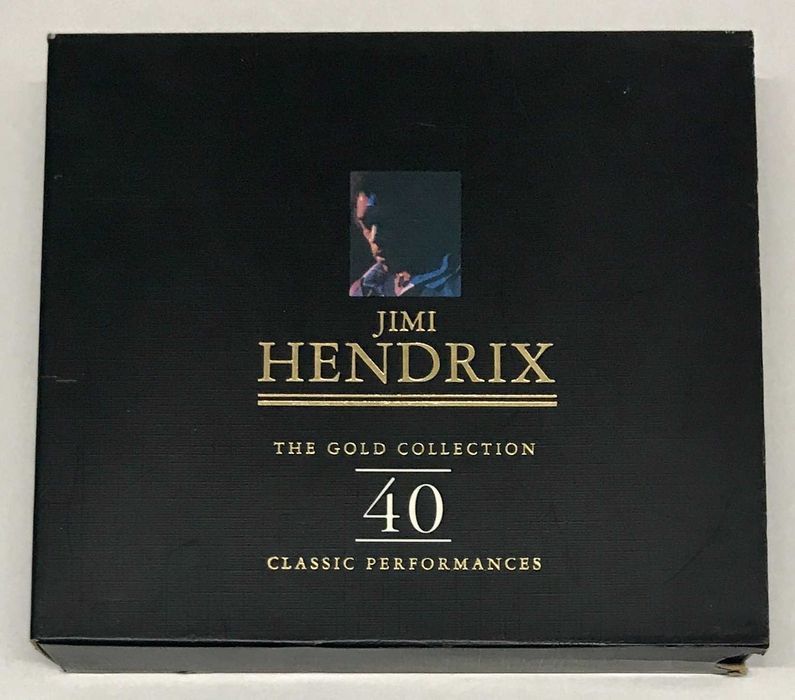 JIMI
HENDRIX
THE GOLD COLLECTION
40
CLASSIC PERFORMANCES